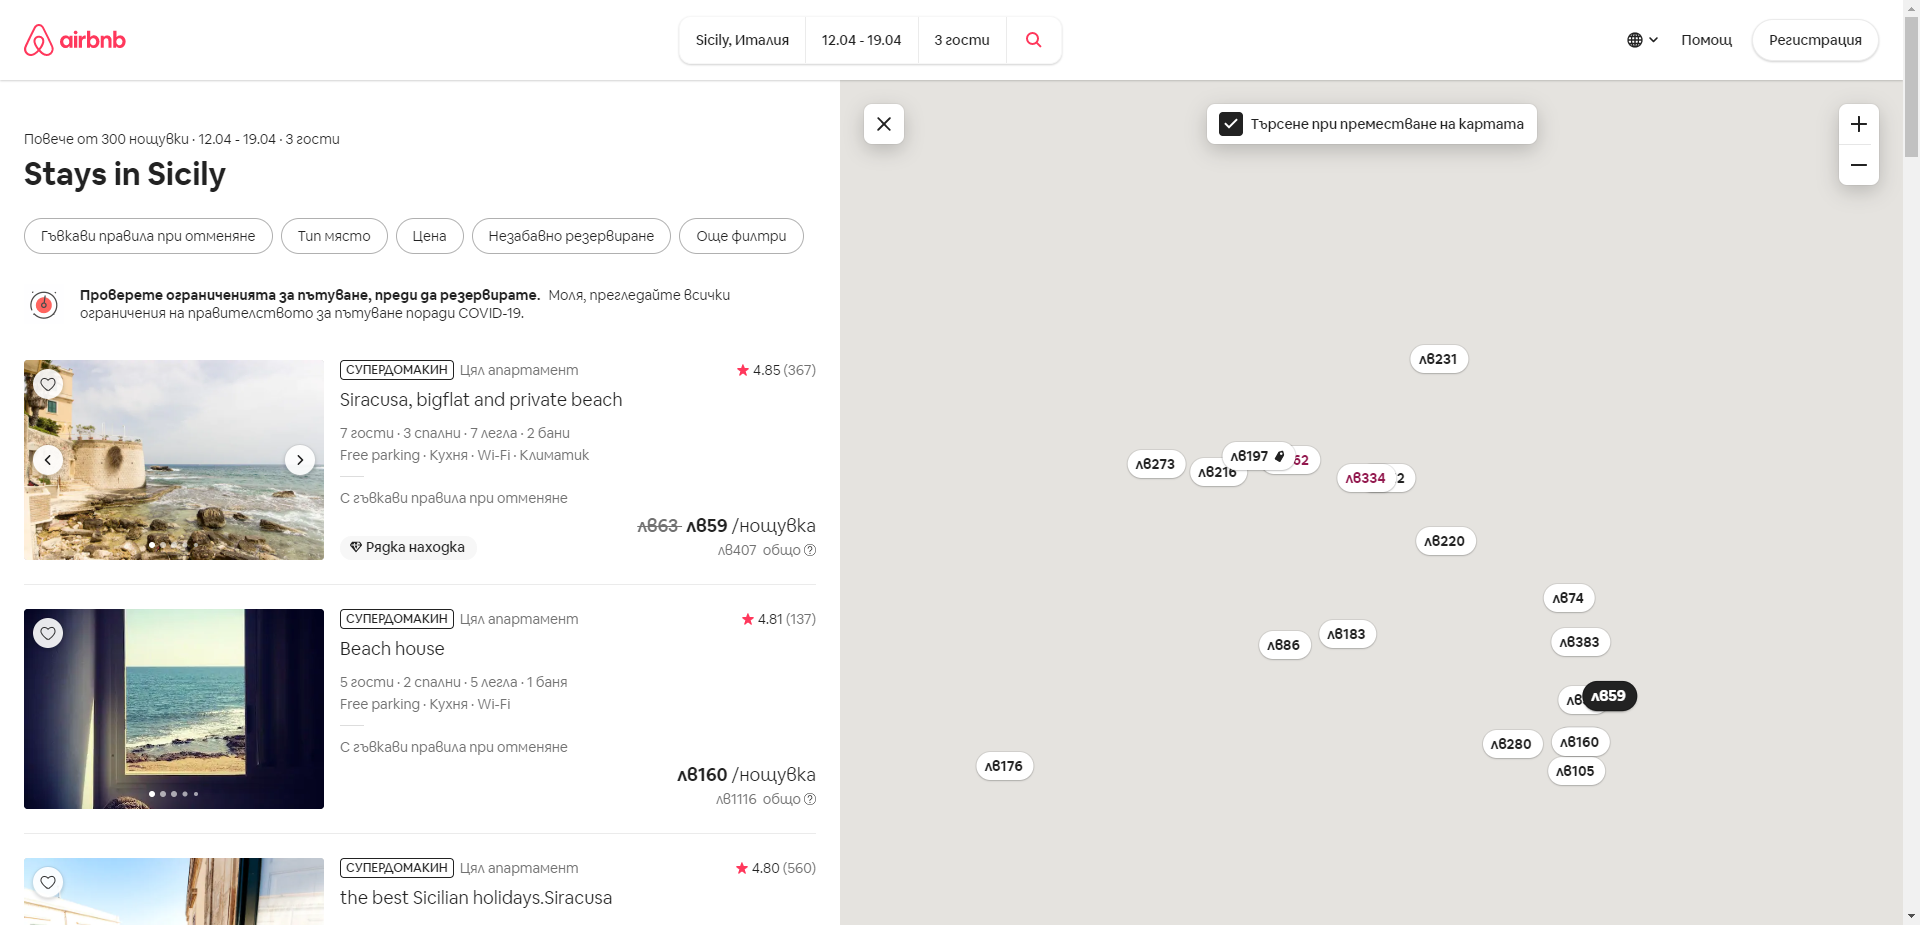 airbnb
Sicily, Италия
12.04 - 19.04
3 гости
Помощ
Регистрация
Повече от 300 нощувки · 12.04 - 19.04 · 3 гости
Stays in Sicily
Гъвкави правила при отменяне
Тип място
Цена
Незабавно резервиране
Още филтри
Проверете ограниченията за пътуване, преди да резервирате. Моля, прегледайте всички
ограничения на правителството за пътуване поради COVID-19.
СУПЕРДОМАКИН Цял апартамент
4.85 (367)
Siracusa, bigflat and private beach
7 гости · 3 спални · 7 легла · 2 бани
Free parking · Кухня · Wi-Fi · Климатик
С гъвкави правила при отменяне
лв63 лв59 /нощувка
Рядка находка
лв407 общо
СУПЕРДОМАКИН Цял апартамент
4.81 (137)
Beach house
5 гости · 2 спални · 5 легла · 1 баня
Free parking · Кухня · Wi-Fi
С гъвкави правила при отменяне
лв160 /нощувка
лв1116 общо
СУПЕРДОМАКИН Цял апартамент
4.80 (560)
the best Sicilian holidays.Siracusa
Търсене при преместване на картата
лв231
лв197
лв273
лв216
лв334
лв220
лв74
лв183
лв383
лв86
лв59
лв160
лв280
лв176
лв105